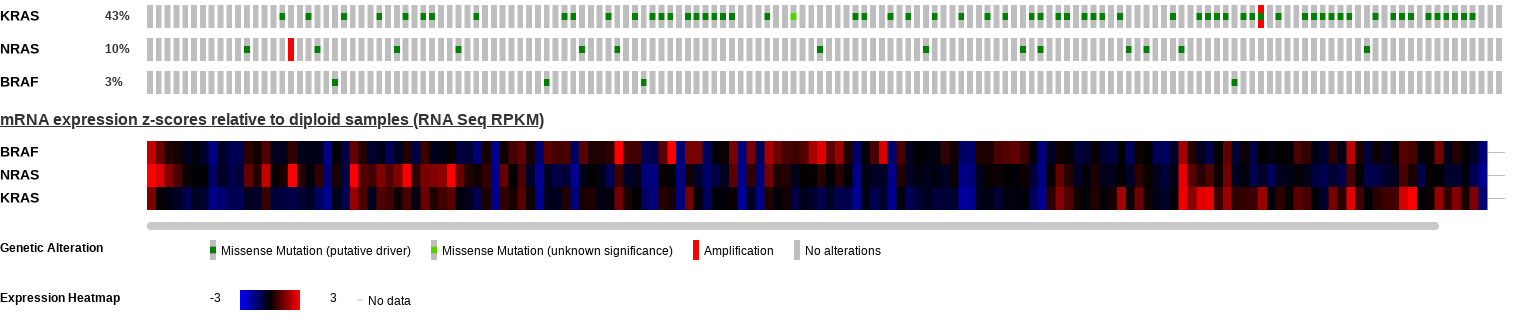 KRAS 43%
NRAS 10%
BRAF 3%
mRNA expression z-scores relative to diploid samples (RNA Seq RPKM)
BRAF
NRAS
KRAS
Genetic Alteration Missense Mutation (putative driver) Missense Mutation (unknown significance) Amplification No alterations
Expression Heatmap -3 3 No data